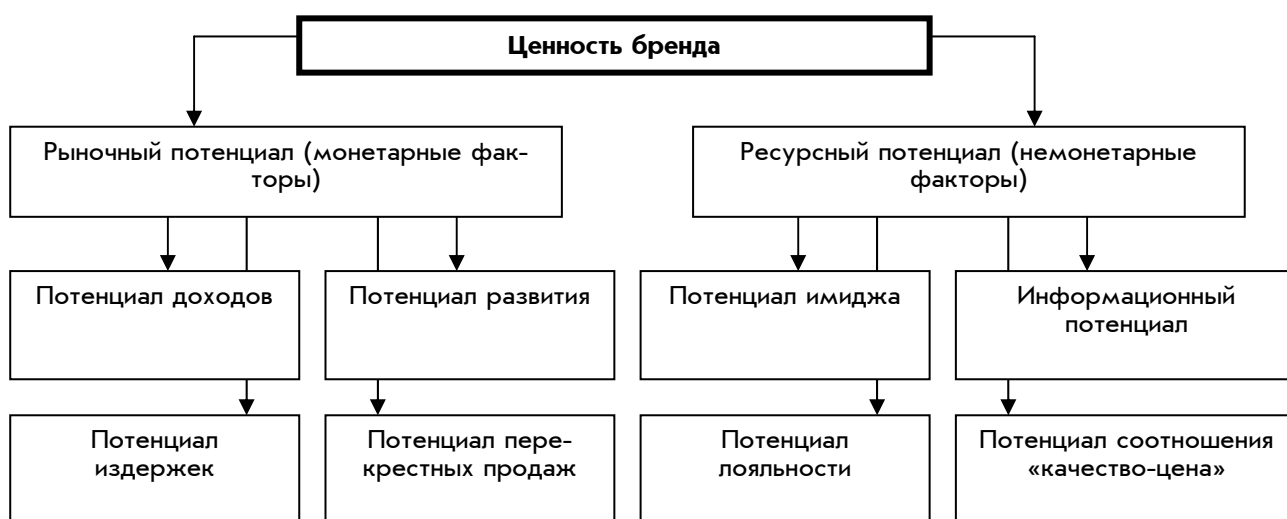 Ценность бренда
Рыночный потенциал (монетарные фак-
торы)
Ресурсный потенциал (немонетарные
факторы)
Потенциал доходов
Потенциал развития
Потенциал имиджа
Информационный
потенциал
Потенциал
издержек
Потенциал пере-
крестных продаж
Потенциал
лояльности
Потенциал соотношения
«качество-цена»